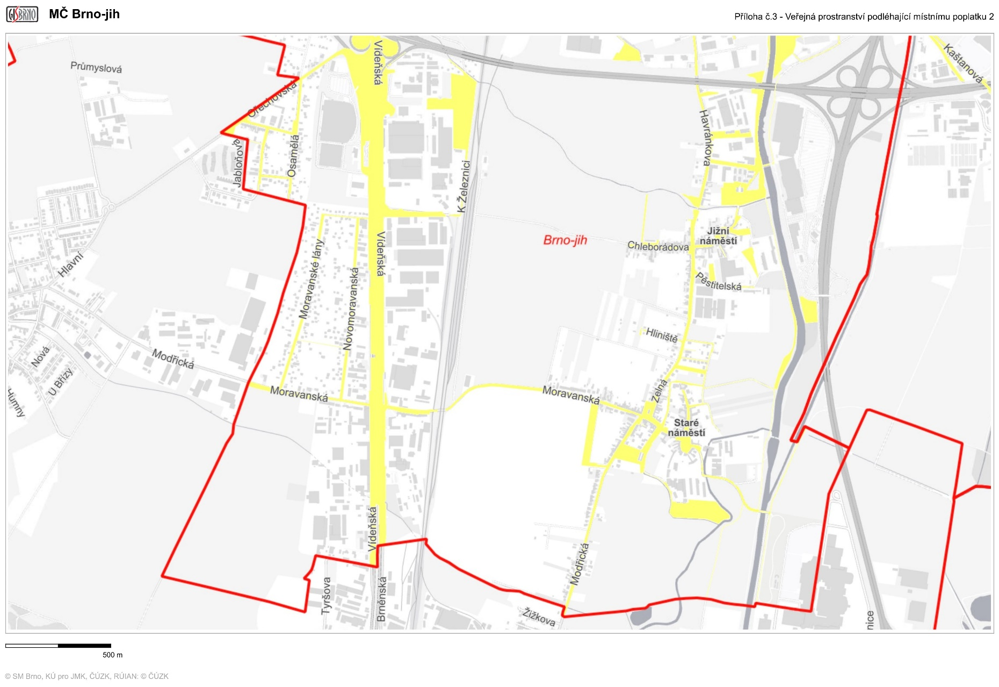 GISBRNO
MČ Brno-jih
Příloha č.3 - Veřejná prostranství podléhající místnímu poplatku 2
Vídeňská
Kaštanová
Průmyslová
Ořechovská
Havránkova
Jabloňová
Osamělá
K Železnici
Jižní
náměstí
Brno-jih
Chleborádova
Hlavní
Moravanské lány
Vídeňská
Novomoravanská
Pěstitelská
Hliniště
Nová
Modřická
U Břízy
Humny
Moravanská
Moravanská
Zelná
Staré
náměstí
Vídeňská
Modřická
Tyršova
Brněnská
Žižkova
nice
500 m
© SM Brno, KÚ pro JMK, ČÚZK, RÚIAN: © ČÚZK